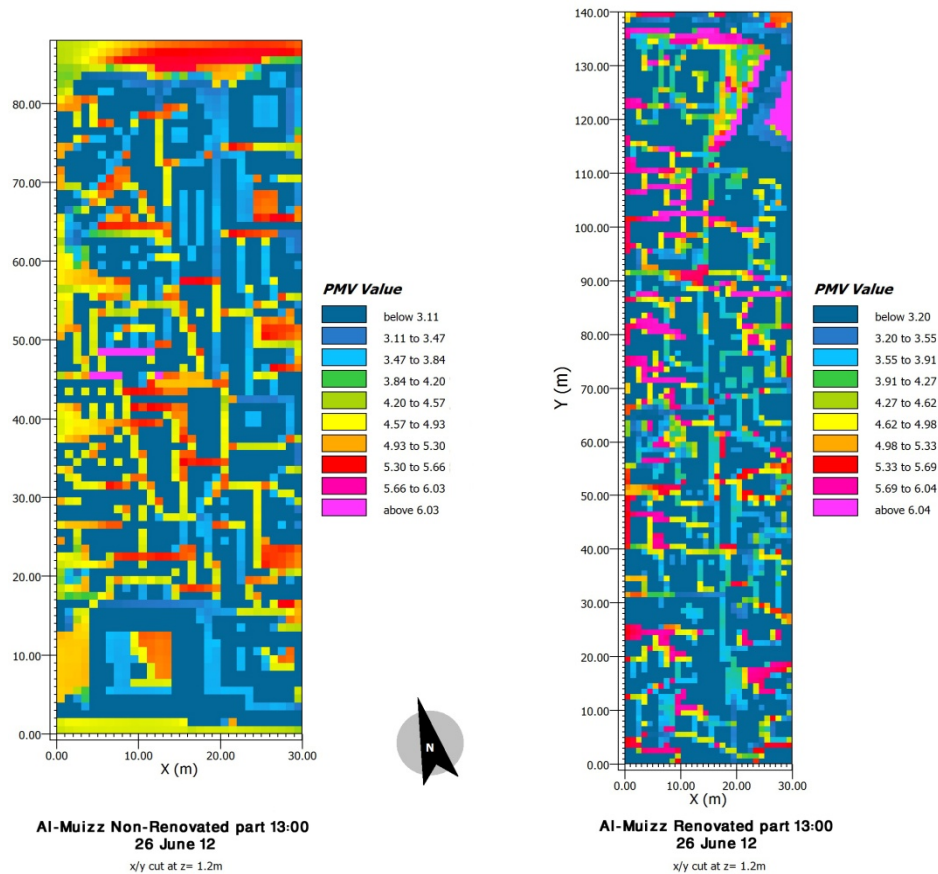 80.00
70.00
60.00
50.00
40.00
30.00
20.00
10.00
0.00
0.00 10.00 20.00 30.00
X (m)
PMV Value
below 3.11
3.11 to 3.47
3.47 to 3.84
3.84 to 4.20
4.20 to 4.57
4.57 to 4.93
4.93 to 5.30
5.30 to 5.66
5.66 to 6.03
above 6.03
Al-Muizz Non-Renovated part 13:00
26 June 12
x/y cut at z= 1.2m
N
140.00
130.00
120.00
110.00
100.00
90.00
80.00
70.00
60.00
50.00
40.00
30.00
20.00
10.00
0.00
Y (m)
0.00 10.00 20.00 30.00
X (m)
PMV Value
below 3.20
3.20 to 3.55
3.55 to 3.91
3.91 to 4.27
4.27 to 4.62
4.62 to 4.98
4.98 to 5.33
5.33 to 5.69
5.69 to 6.04
above 6.04
Al-Muizz Renovated part 13:00
26 June 12
x/y cut at z= 1.2m